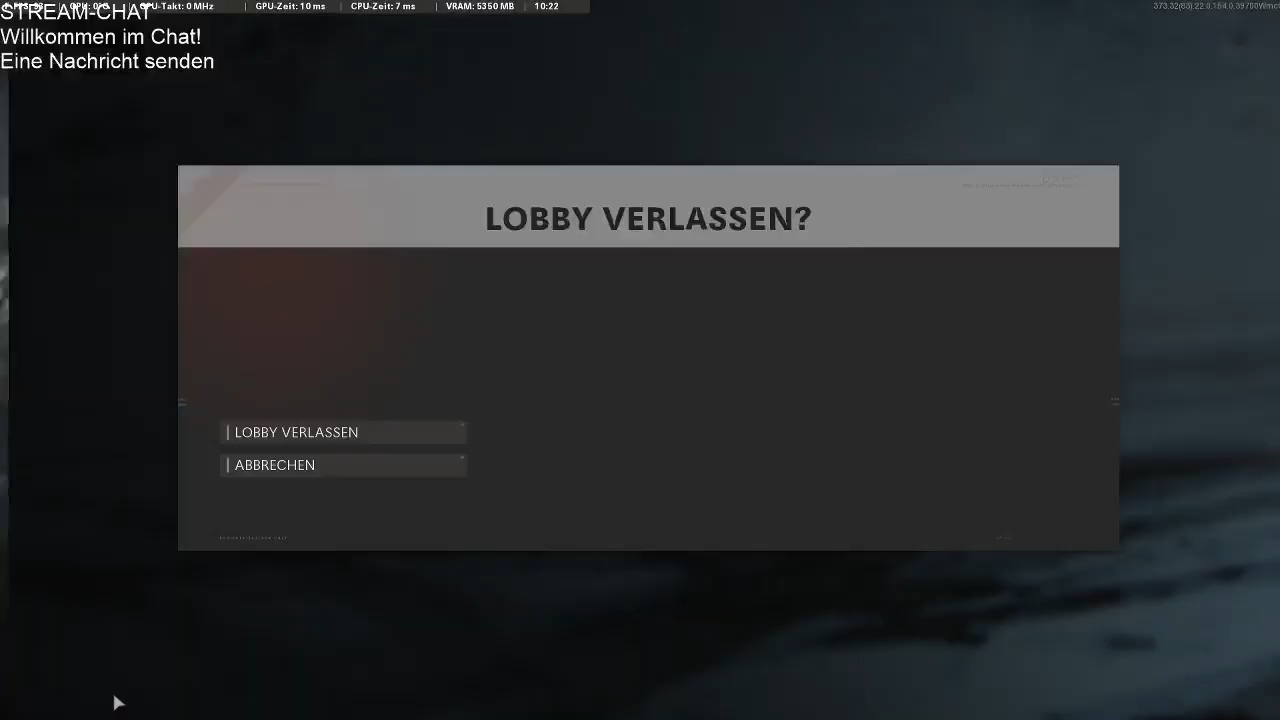 GPU-Takt: 0 MHz | GPU-Zeit: 10 ms | CPU-Zeit: 7 ms | VRAM: 5350 MB | 10:22
STREAM-CHAT
Willkommen im Chat!
Eine Nachricht senden
LOBBY VERLASSEN?
LOBBY VERLASSEN
ABBRECHEN